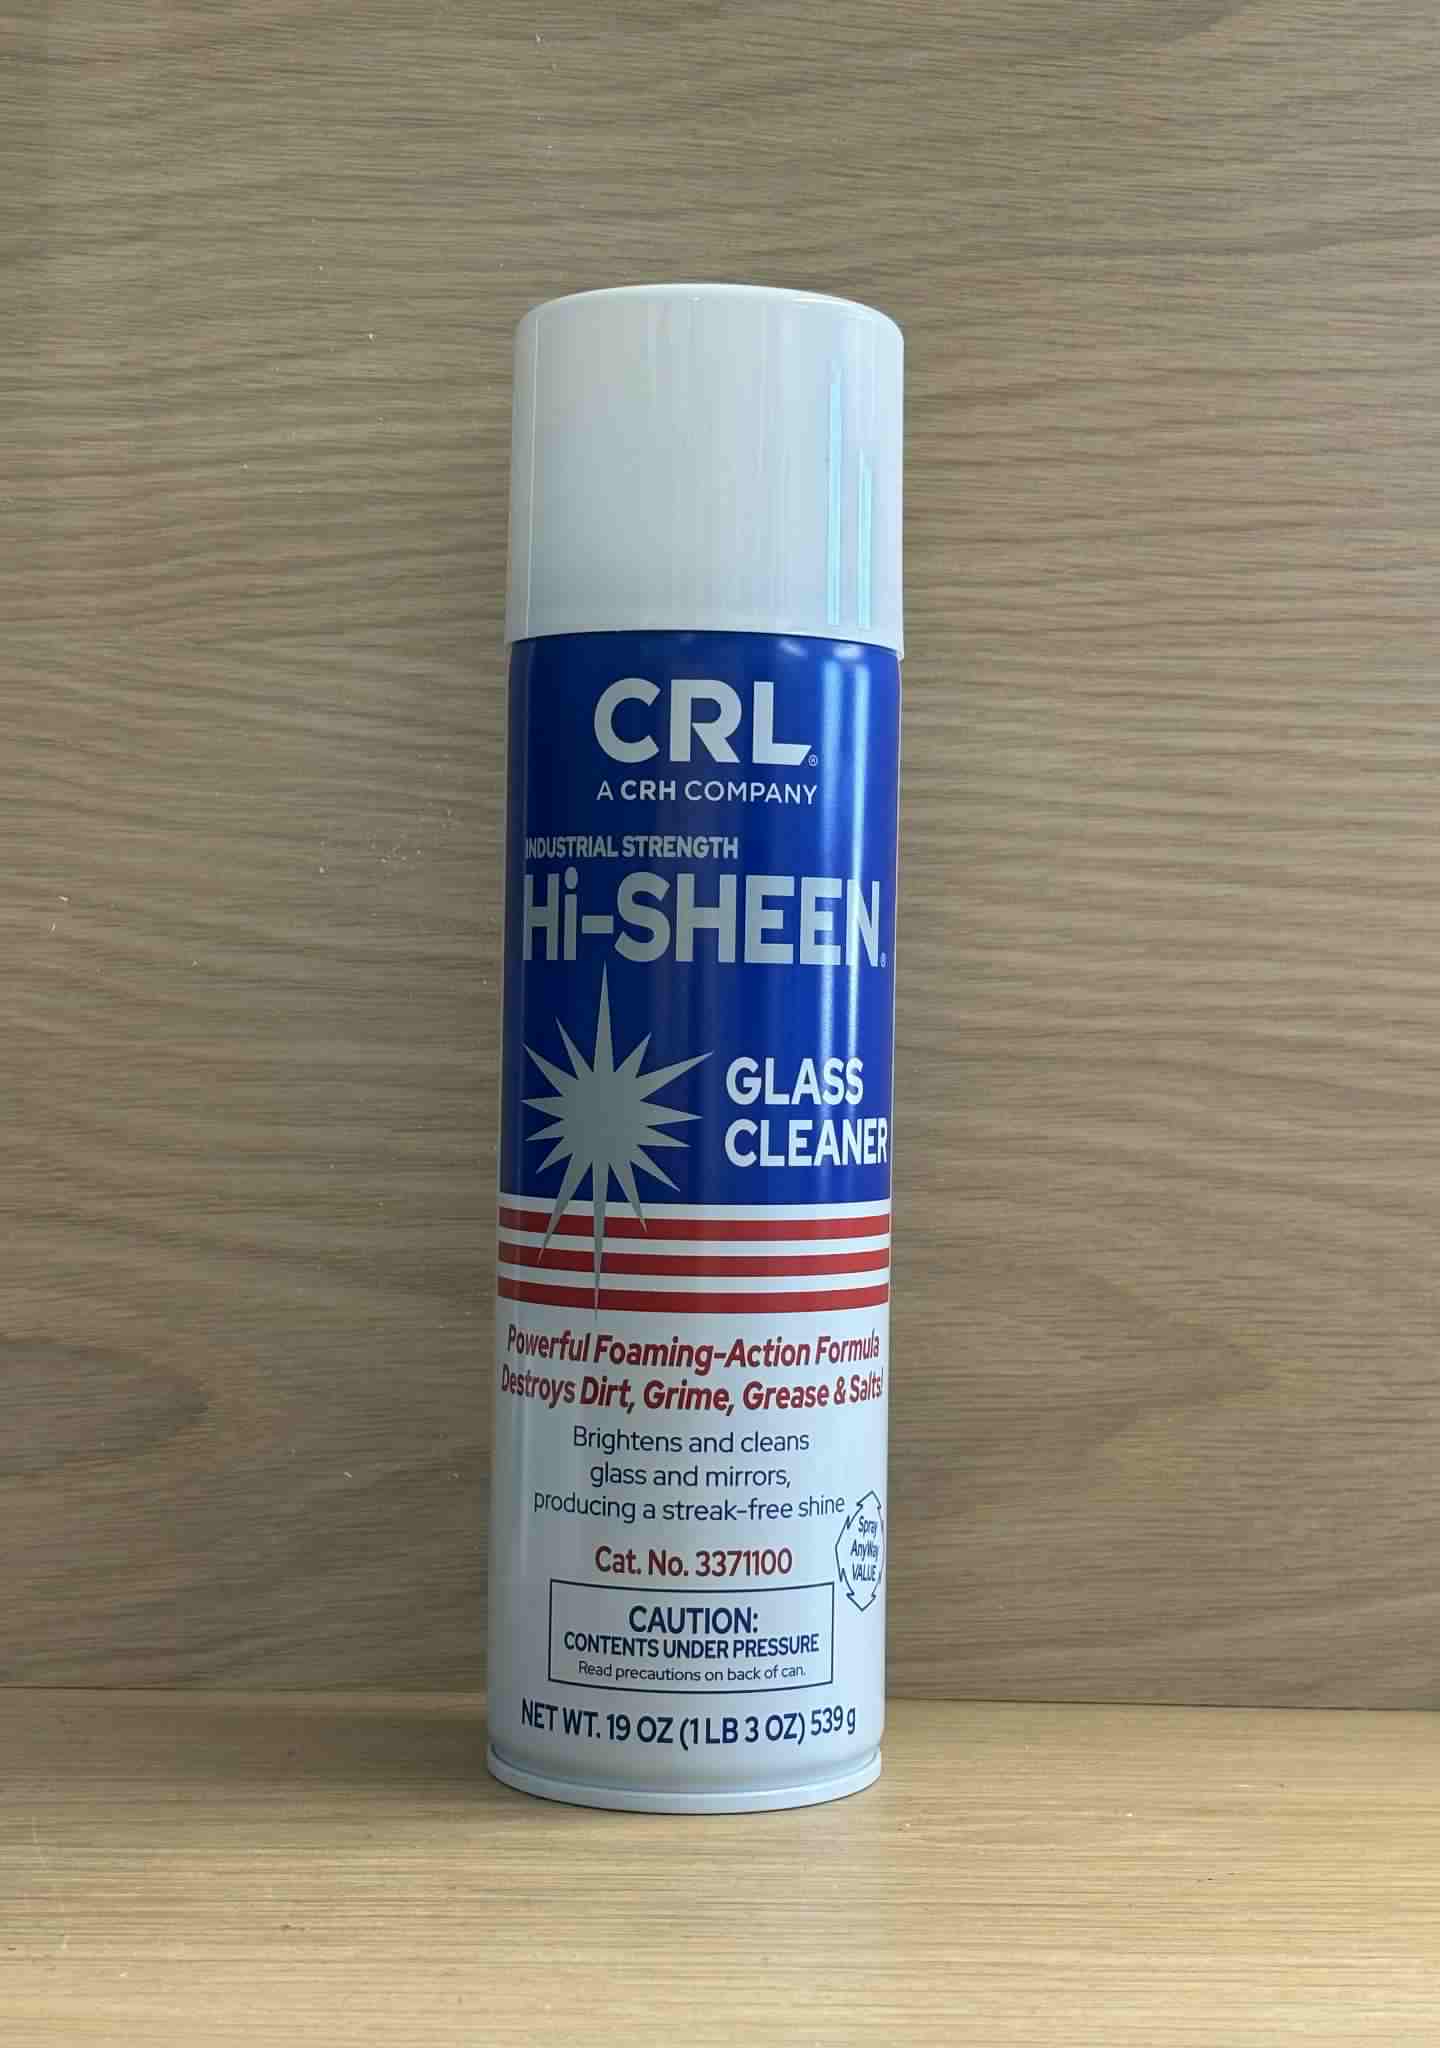 CRL®
A CRH COMPANY
INDUSTRIAL STRENGTH
Hi-SHEEN®
GLASS
CLEANER
Powerful Foaming-Action Formula
Destroys Dirt, Grime, Grease & Salts!
Brightens and cleans
glass and mirrors,
producing a streak-free shine
Spray
AnyWay
VALUE
Cat. No. 3371100
CAUTION:
CONTENTS UNDER PRESSURE
Read precautions on back of can.
NET WT. 19 OZ (1 LB 3 OZ) 539 g